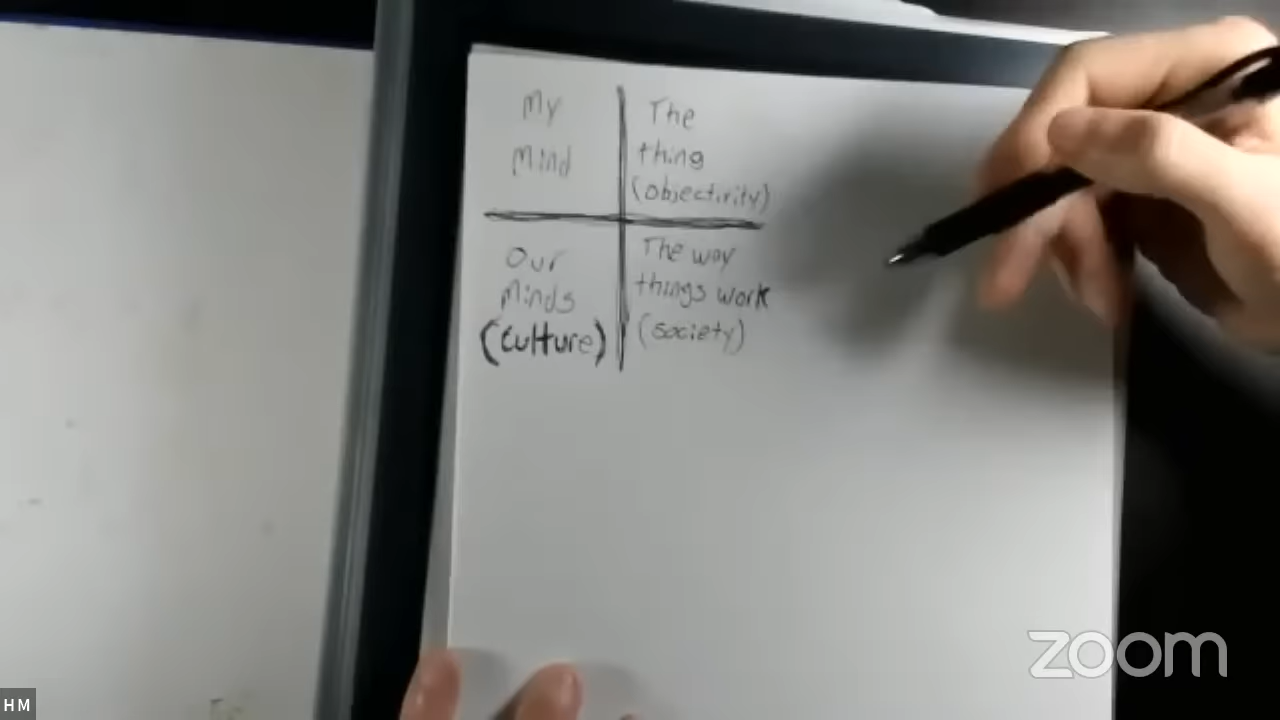 My
Mind
The
thing
(objectivity)
Our
Minds
(culture)
The way
things work
(society)
zoom
HM